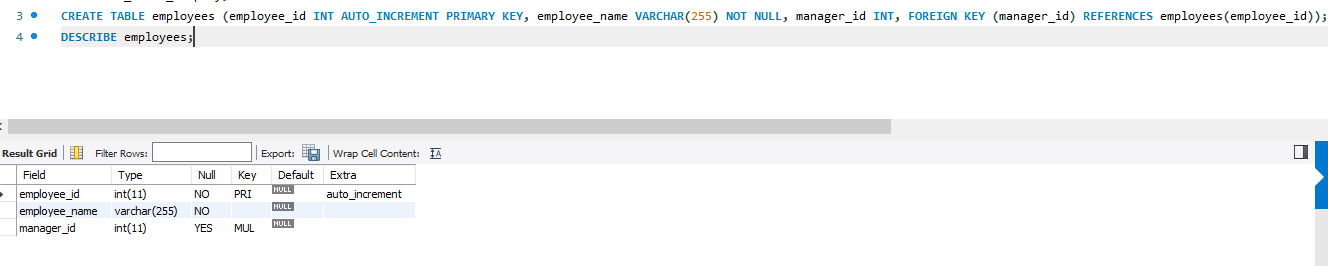 3 CREATE TABLE employees (employee_id INT AUTO_INCREMENT PRIMARY KEY, employee_name VARCHAR(255) NOT NULL, manager_id INT, FOREIGN KEY (manager_id) REFERENCES employees(employee_id));
4 DESCRIBE employees;
Result Grid Filter Rows: Export: Wrap Cell Content: IA
Field Type Null Key Default Extra
employee_id int(11) NO PRI NULL auto_increment
employee_name varchar(255) NO NULL
manager_id int(11) YES MUL NULL